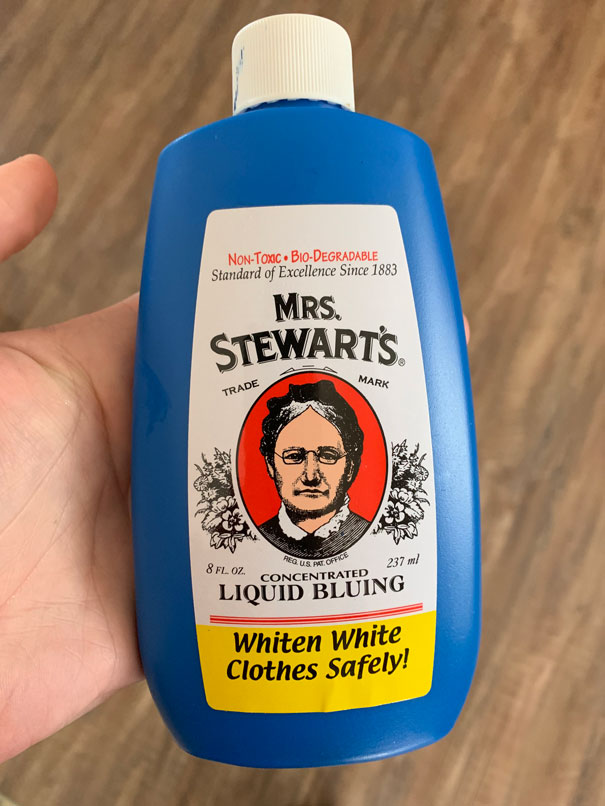 NON-TOXIC • BIO-DEGRADABLE
Standard of Excellence Since 1883
MRS.
STEWART'S®
TRADE MARK
REG. U.S. PAT. OFFICE
8 FL. OZ. 237 ml
CONCENTRATED
LIQUID BLUING
Whiten White
Clothes Safely!